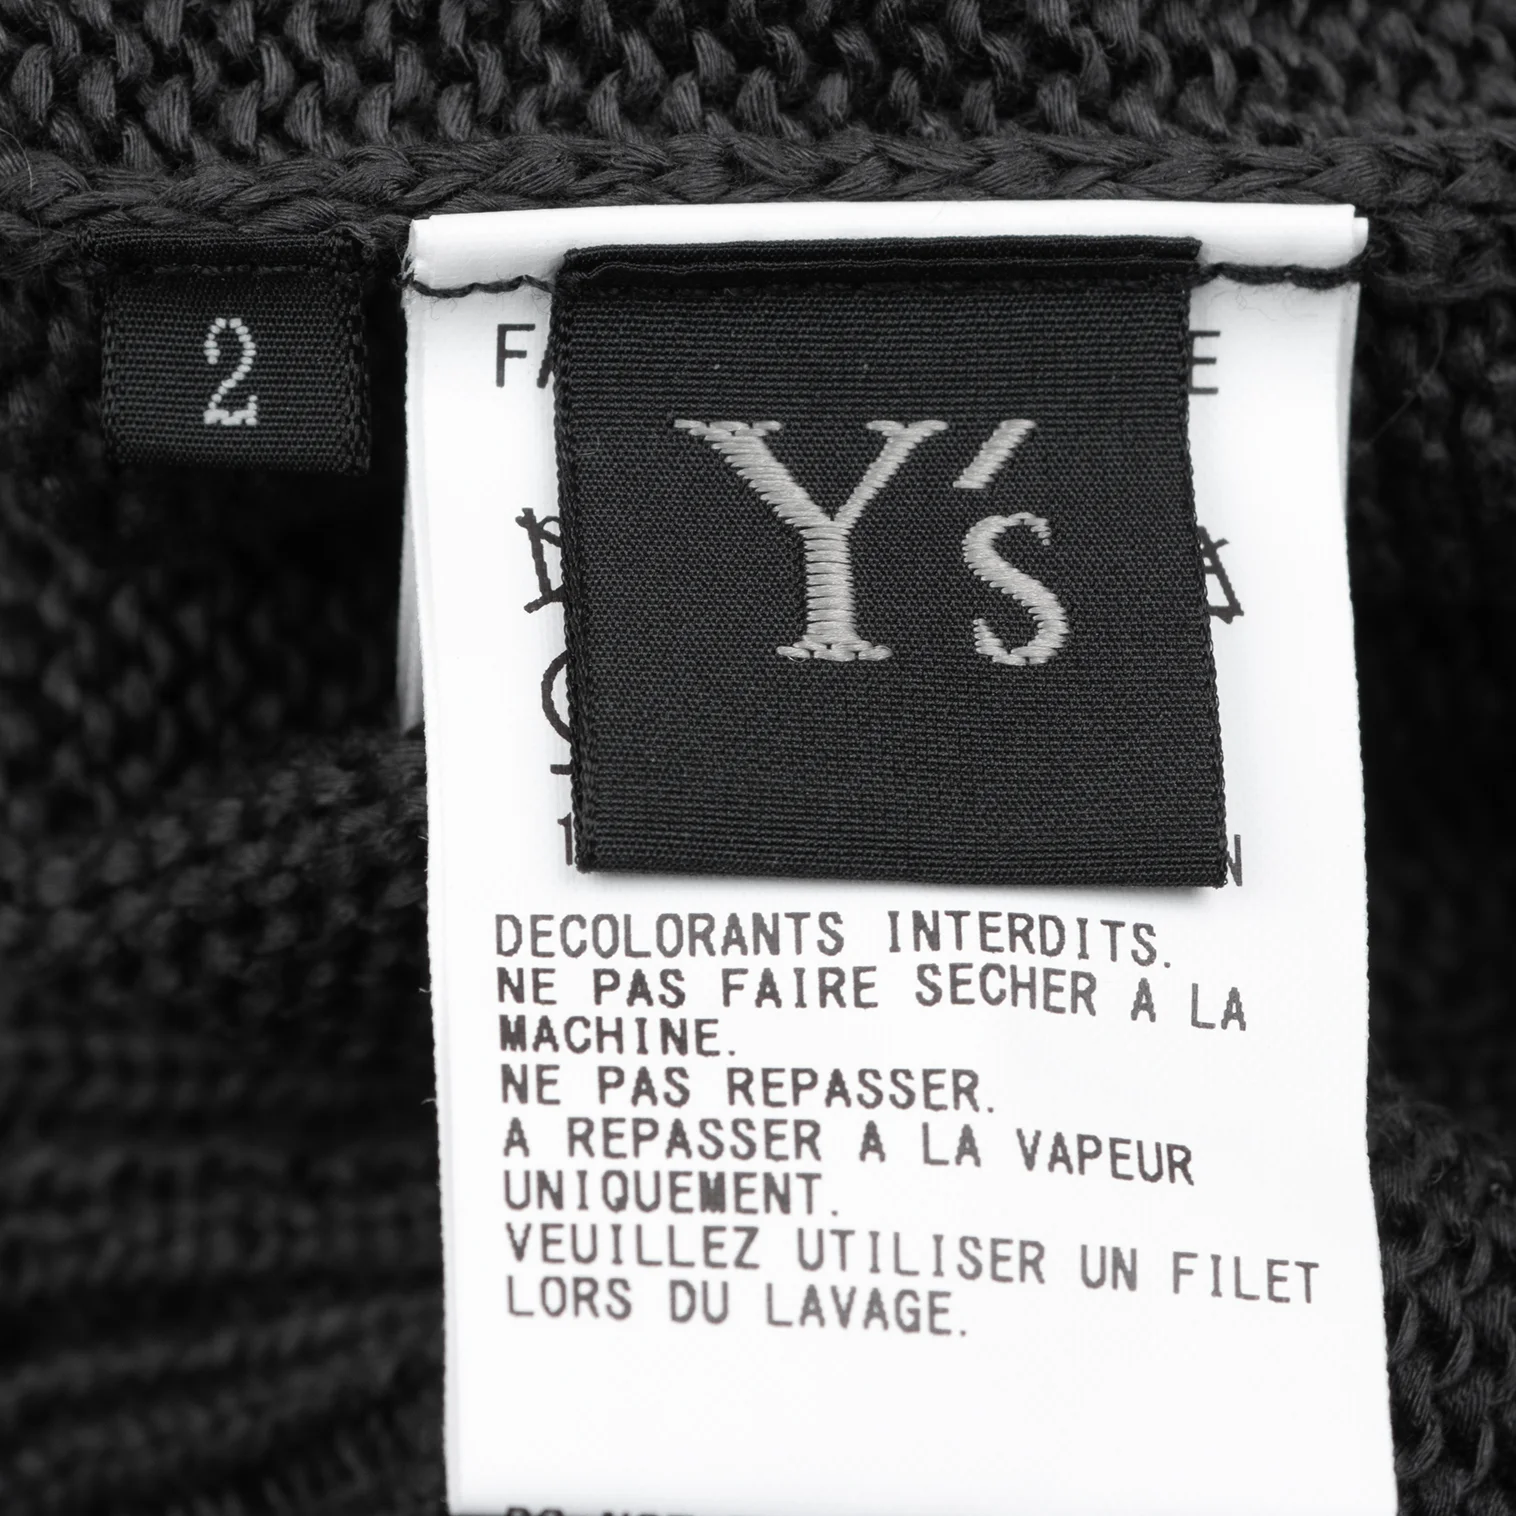 2
Y's
DECOLORANTS INTERDITS.
NE PAS FAIRE SECHER A LA
MACHINE.
NE PAS REPASSER.
A REPASSER A LA VAPEUR
UNIQUEMENT.
VEUILLEZ UTILISER UN FILET
LORS DU LAVAGE.